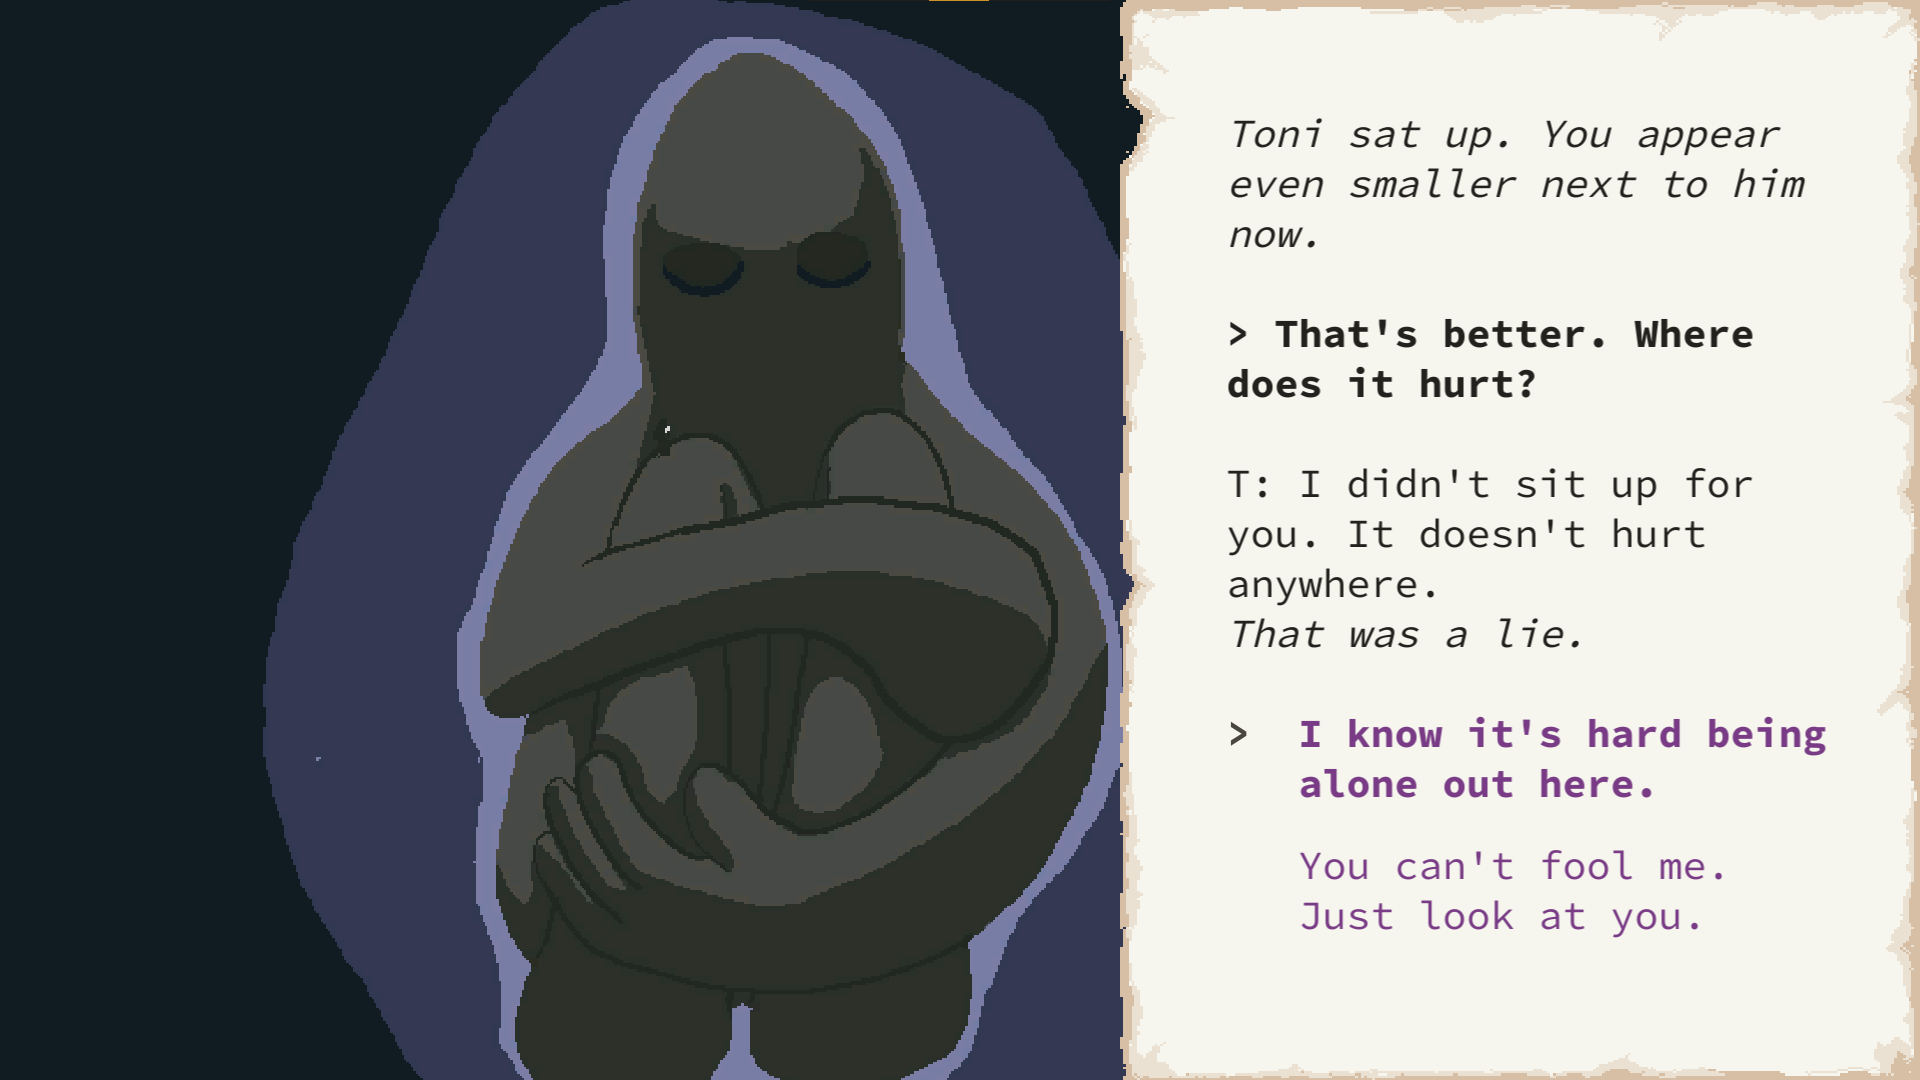 Toni sat up. You appear
even smaller next to him
now.
> That's better. Where
does it hurt?
T: I didn't sit up for
you. It doesn't hurt
anywhere.
That was a lie.
> I know it's hard being
alone out here.
You can't fool me.
Just look at you.